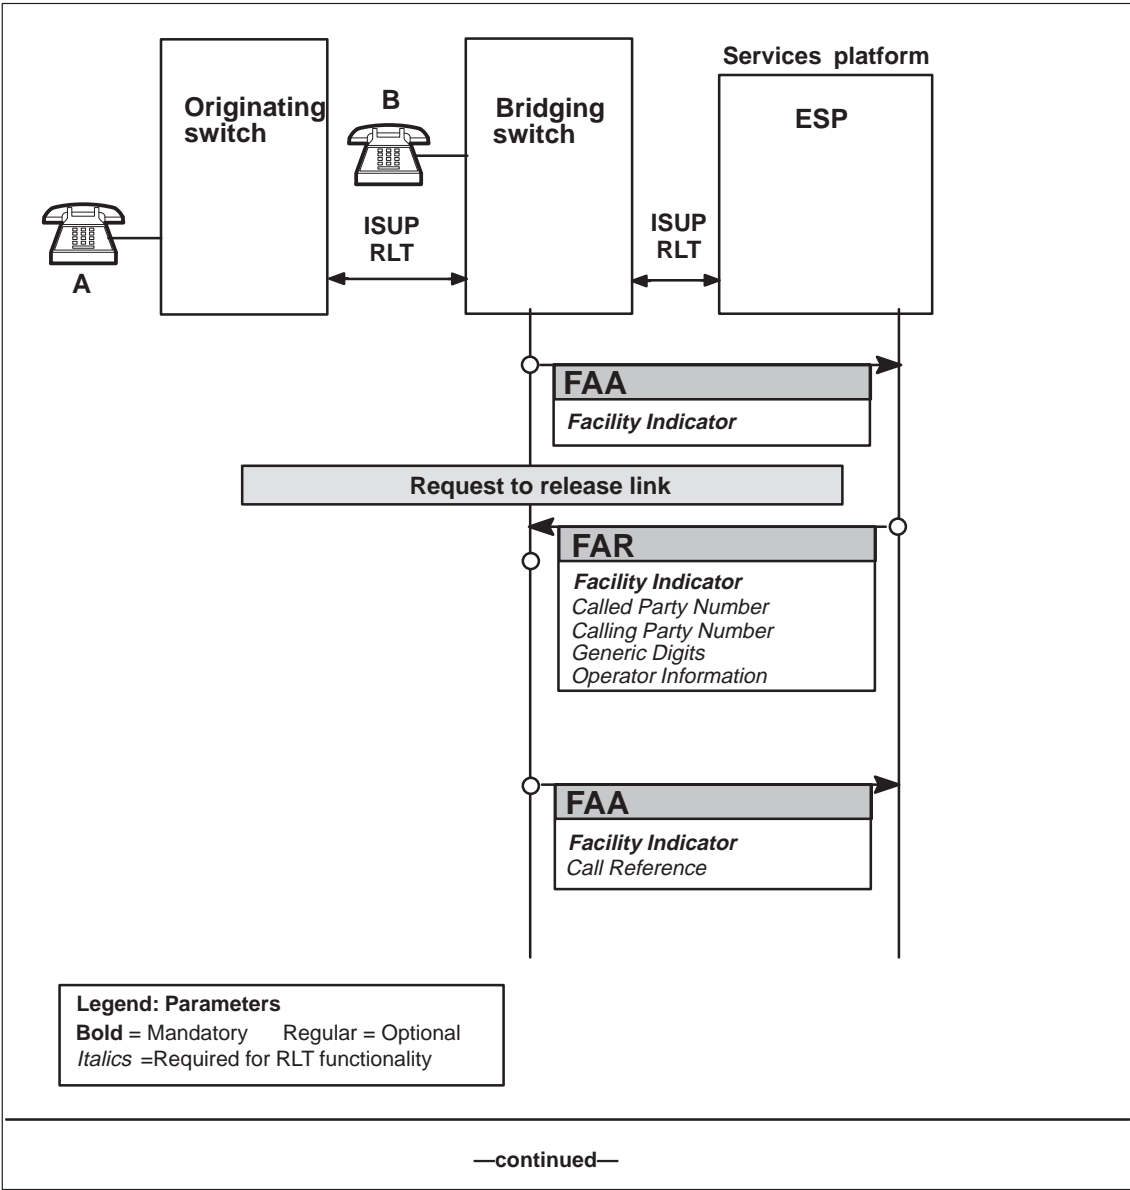 Services platform
Originating
switch
B
Bridging
switch
ESP
A
ISUP
RLT
ISUP
RLT
FAA
Facility Indicator
Request to release link
FAR
Facility Indicator
Called Party Number
Calling Party Number
Generic Digits
Operator Information
FAA
Facility Indicator
Call Reference
Legend: Parameters
Bold = Mandatory Regular = Optional
Italics =Required for RLT functionality
—continued—